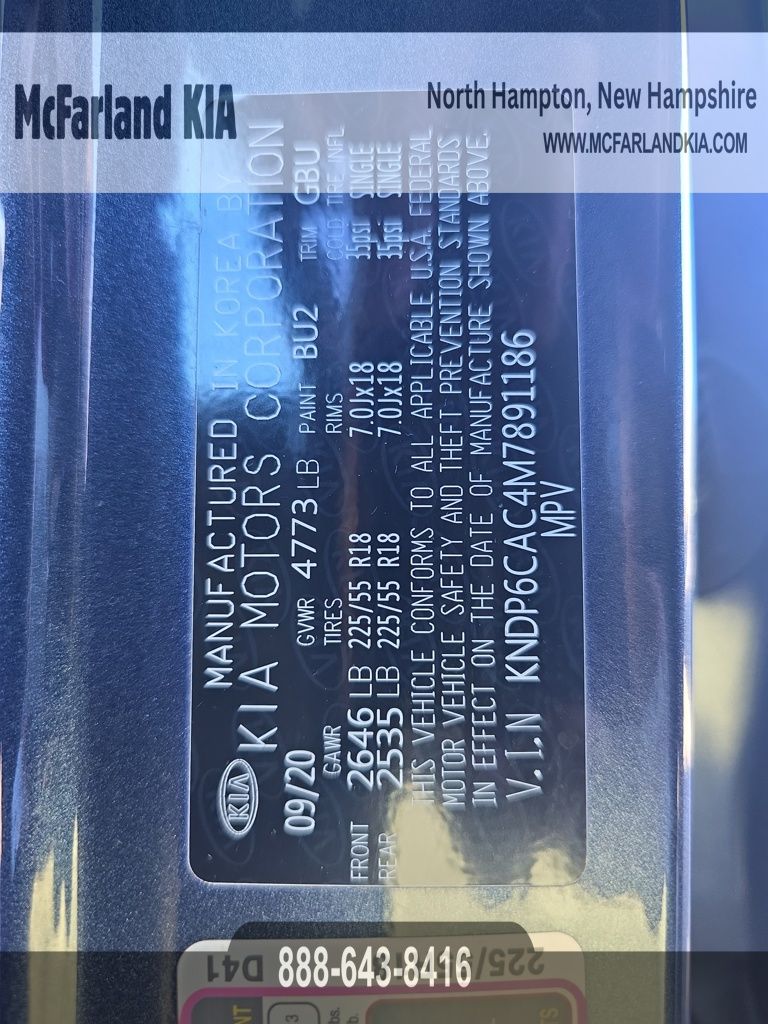 McFarland KIA
North Hampton, New Hampshire
WWW.MCFARLANDKIA.COM
MANUFACTURED IN KOREA BY
KIA KIA MOTORS CORPORATION
09/20 GVWR 4773 LB PAINT BU2 TRIM GBU
GAWR TIRES RIMS COLD TIRE INFL
FRONT 2646 LB 225/55 R18 7.0Jx18 35psi SINGLE
REAR 2535 LB 225/55 R18 7.0Jx18 35psi SINGLE
THIS VEHICLE CONFORMS TO ALL APPLICABLE U.S.A. FEDERAL
MOTOR VEHICLE SAFETY AND THEFT PREVENTION STANDARDS
IN EFFECT ON THE DATE OF MANUFACTURE SHOWN ABOVE.
V.I.N KNDP6CAC4M7891186
MPV
D41
888-643-8416